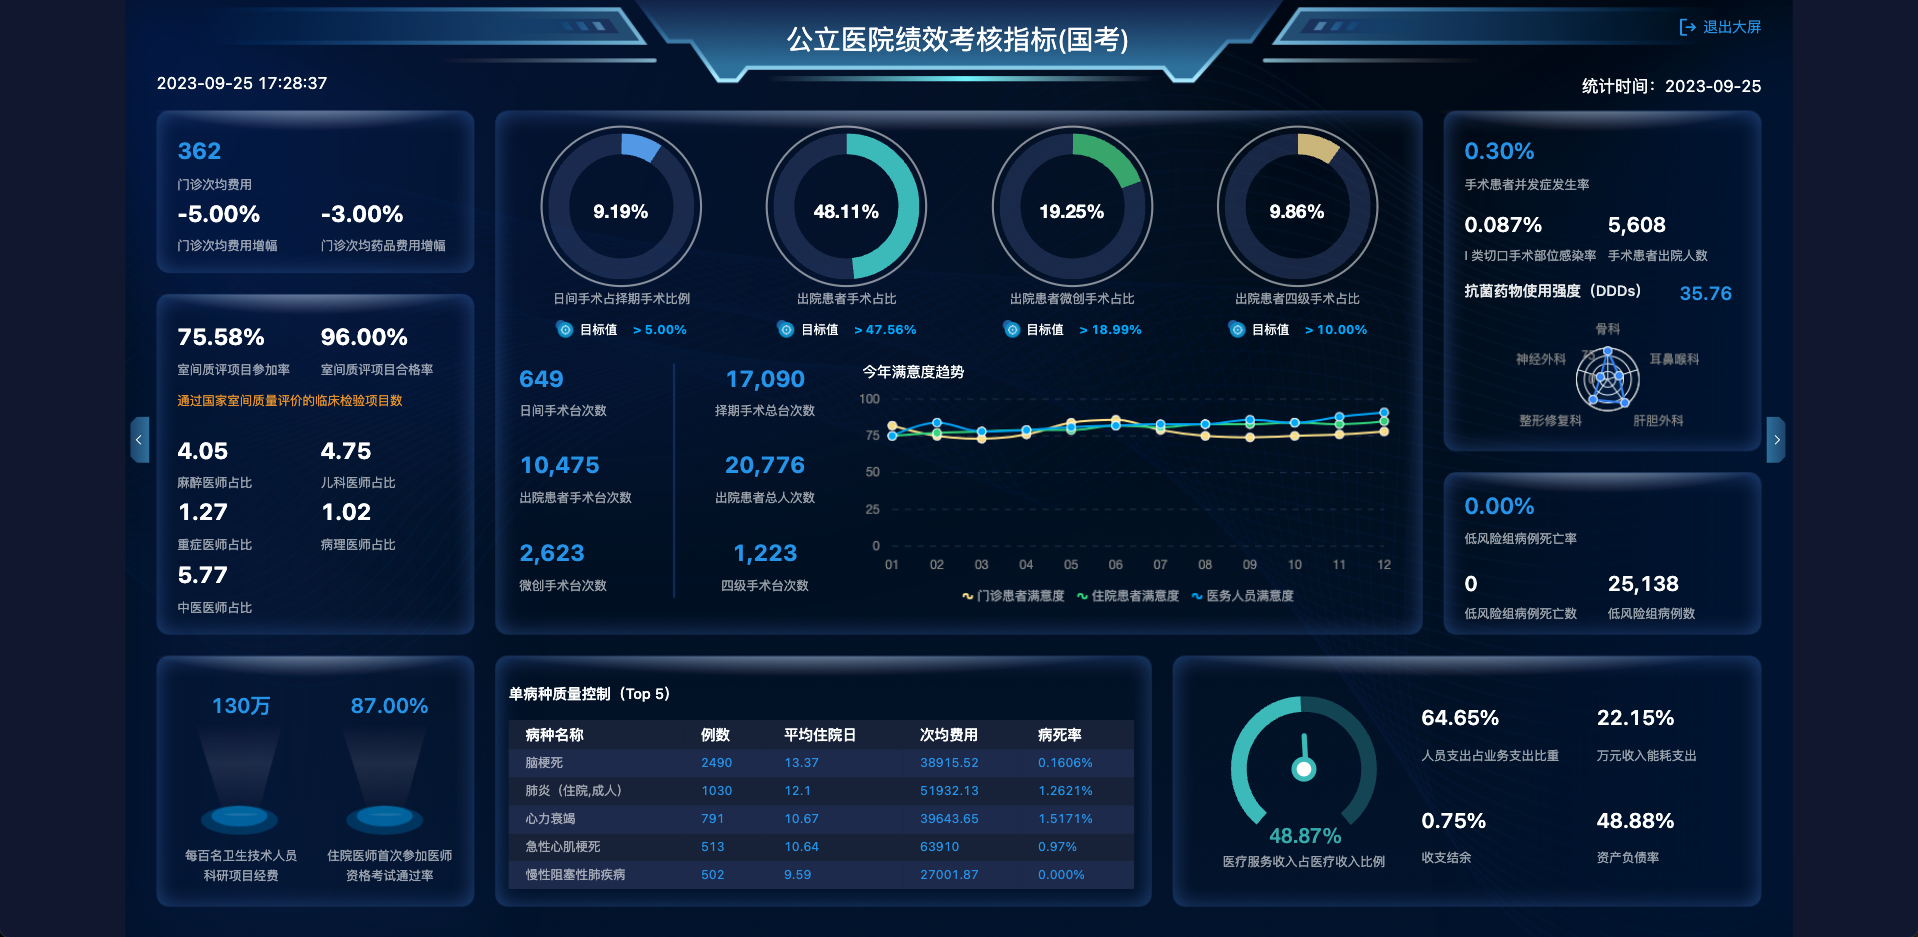 公立医院绩效考核指标(国考)
退出大屏
2023-09-25 17:28:37
统计时间：2023-09-25
362
门诊次均费用
-5.00% -3.00%
门诊次均费用增幅 门诊次均药品费用增幅
75.58% 96.00%
室间质评项目参加率 室间质评项目合格率
通过国家室间质量评价的临床检验项目数
4.05 4.75
麻醉医师占比 儿科医师占比
1.27 1.02
重症医师占比 病理医师占比
5.77
中医医师占比
9.19% 48.11% 19.25% 9.86%
日间手术占择期手术比例 出院患者手术占比 出院患者微创手术占比 出院患者四级手术占比
目标值 > 5.00% 目标值 > 47.56% 目标值 > 18.99% 目标值 > 10.00%
649 17,090
日间手术台次数 择期手术总台次数
10,475 20,776
出院患者手术台次数 出院患者总人次数
2,623 1,223
微创手术台次数 四级手术台次数
今年满意度趋势
100
75
50
25
0
01 02 03 04 05 06 07 08 09 10 11 12
门诊患者满意度 住院患者满意度 医务人员满意度
0.30%
手术患者并发症发生率
0.087% 5,608
I 类切口手术部位感染率 手术患者出院人数
抗菌药物使用强度（DDDs） 35.76
骨科
神经外科 75 耳鼻喉科
0
整形修复科 肝胆外科
0.00%
低风险组病例死亡率
0 25,138
低风险组病例死亡数 低风险组病例数
130万 87.00%
每百名卫生技术人员 住院医师首次参加医师
科研项目经费 资格考试通过率
单病种质量控制（Top 5）
病种名称 例数 平均住院日 次均费用 病死率
脑梗死 2490 13.37 38915.52 0.1606%
肺炎（住院,成人） 1030 12.1 51932.13 1.2621%
心力衰竭 791 10.67 39643.65 1.5171%
急性心肌梗死 513 10.64 63910 0.97%
慢性阻塞性肺疾病 502 9.59 27001.87 0.000%
48.87%
医疗服务收入占医疗收入比例
64.65% 22.15%
人员支出占业务支出比重 万元收入能耗支出
0.75% 48.88%
收支结余 资产负债率